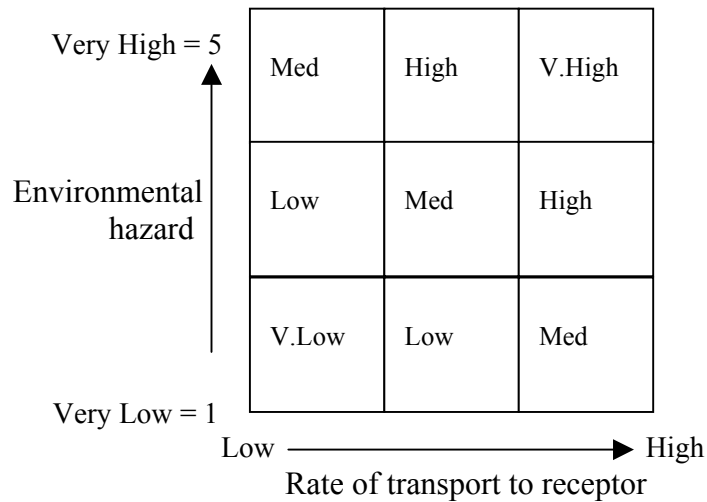 Very High = 5
Med High V.High
Environmental
hazard
Low Med High
V.Low Low Med
Very Low = 1
Low High
Rate of transport to receptor